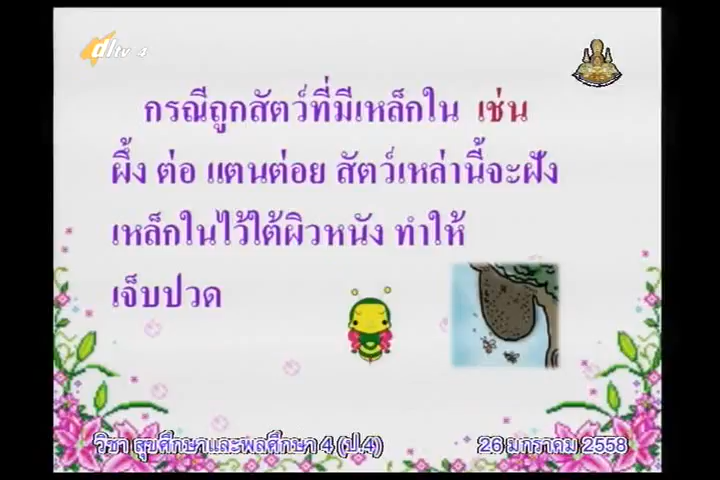 dltv 4
กรณีถูกสัตว์ที่มีเหล็กใน เช่น
ผึ้ง ต่อ แตนต่อย สัตว์เหล่านี้จะฝัง
เหล็กในไว้ใต้ผิวหนัง ทำให้
เจ็บปวด
วิชา สุขศึกษาและพลศึกษา 4 (ป.4) 26 มกราคม 2558